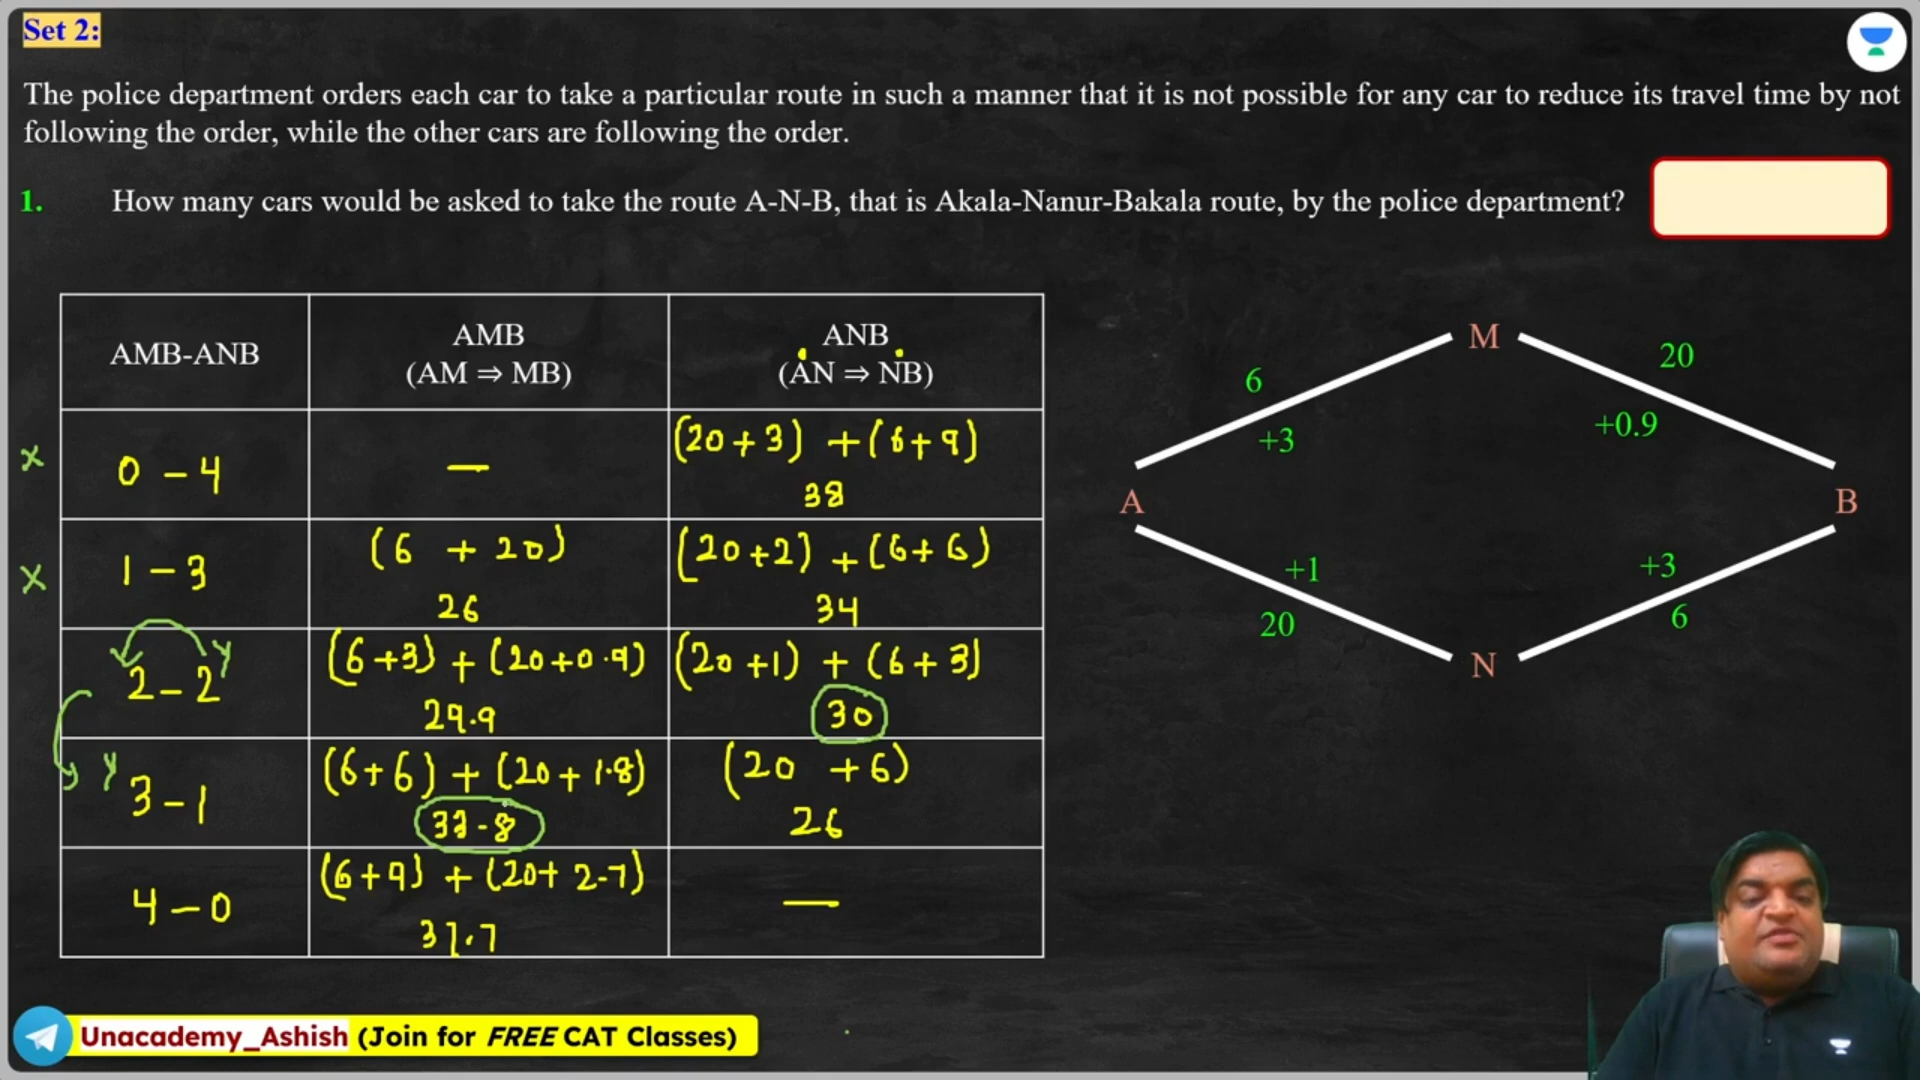 Set 2:
The police department orders each car to take a particular route in such a manner that it is not possible for any car to reduce its travel time by not
following the order, while the other cars are following the order.
1. How many cars would be asked to take the route A-N-B, that is Akala-Nanur-Bakala route, by the police department?
AMB-ANB
AMB
(AM ⇒ MB)
ANB
(AN ⇒ NB)
x 0 - 4 — (20+3) + (6+9)
38
x 1 - 3 (6 + 20) (20+2) + (6+6)
26 34
2 - 2 y (6+3) + (20+0.9) (20+1) + (6+3)
29.9 30
y 3 - 1 (6+6) + (20+1.8) (20 + 6)
33.8 26
4 - 0 (6+9) + (20+2.7) —
37.7
M
20
6
+0.9
+3
A
B
+1
+3
20
6
N
Unacademy_Ashish (Join for FREE CAT Classes)